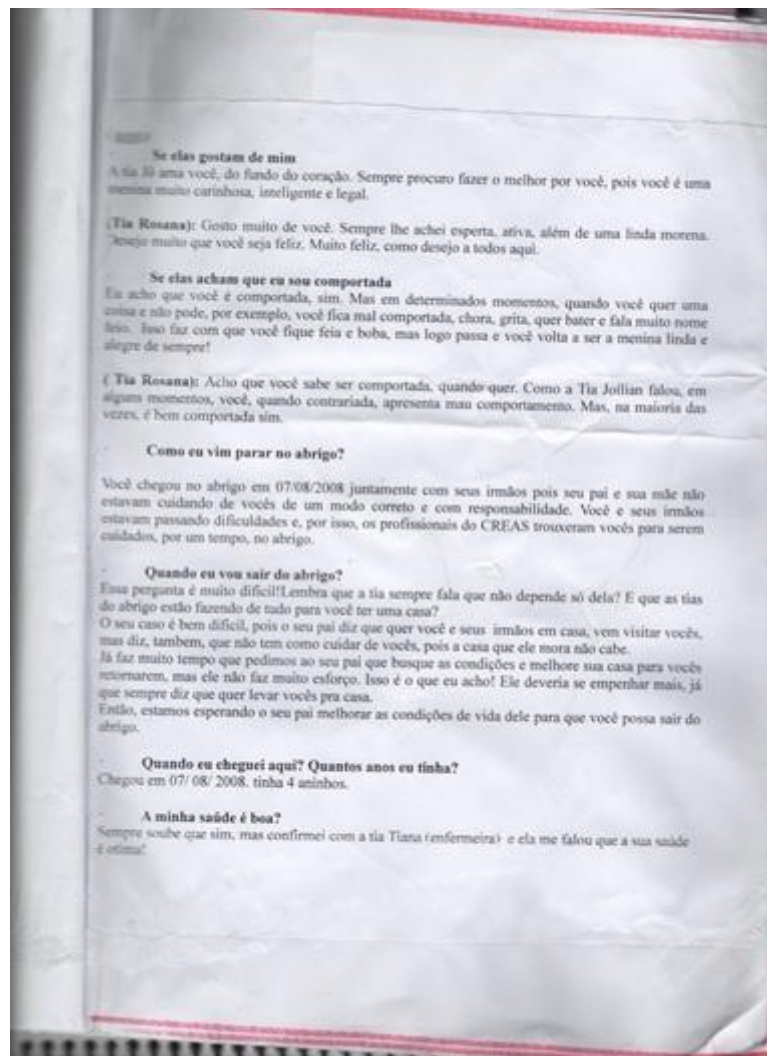 Se elas gostam de mim
A tia Jô ama você, do fundo do coração. Sempre procuro fazer o melhor por você, pois você é uma
menina muito carinhosa, inteligente e legal.
(Tia Rosana): Gosto muito de você. Sempre lhe achei esperta, ativa, além de uma linda morena.
Desejo muito que você seja feliz. Muito feliz, como desejo a todos aqui.
Se elas acham que eu sou comportada
Eu acho que você é comportada, sim. Mas em determinados momentos, quando você quer uma
coisa e não pode, por exemplo, você fica mal comportada, chora, grita, quer bater e fala muito nome
feio. Isso faz com que você fique feia e boba, mas logo passa e você volta a ser a menina linda e
alegre de sempre!
( Tia Rosana): Acho que você sabe ser comportada, quando quer. Como a Tia Joilian falou, em
alguns momentos, você, quando contrariada, apresenta mau comportamento. Mas, na maioria das
vezes, é bem comportada sim.
Como eu vim parar no abrigo?
Você chegou no abrigo em 07/08/2008 juntamente com seus irmãos pois seu pai e sua mãe não
estavam cuidando de vocês de um modo correto e com responsabilidade. Você e seus irmãos
estavam passando dificuldades e, por isso, os profissionais do CREAS trouxeram vocês para serem
cuidados, por um tempo, no abrigo.
Quando eu vou sair do abrigo?
Essa pergunta é muito difícil!Lembra que a tia sempre fala que não depende só dela? E que as tias
do abrigo estão fazendo de tudo para você ter uma casa?
O seu caso é bem difícil, pois o seu pai diz que quer você e seus irmãos em casa, vem visitar vocês,
mas diz, tambem, que não tem como cuidar de vocês, pois a casa que ele mora não cabe.
Já faz muito tempo que pedimos ao seu pai que busque as condições e melhore sua casa para vocês
retornarem, mas ele não faz muito esforço. Isso é o que eu acho! Ele deveria se empenhar mais, já
que sempre diz que quer levar vocês pra casa.
Então, estamos esperando o seu pai melhorar as condições de vida dele para que você possa sair do
abrigo.
Quando eu cheguei aqui? Quantos anos eu tinha?
Chegou em 07/ 08/ 2008. tinha 4 aninhos.
A minha saúde é boa?
Sempre soube que sim, mas confirmei com a tia Tiana (enfermeira) e ela me falou que a sua saúde
é otima!